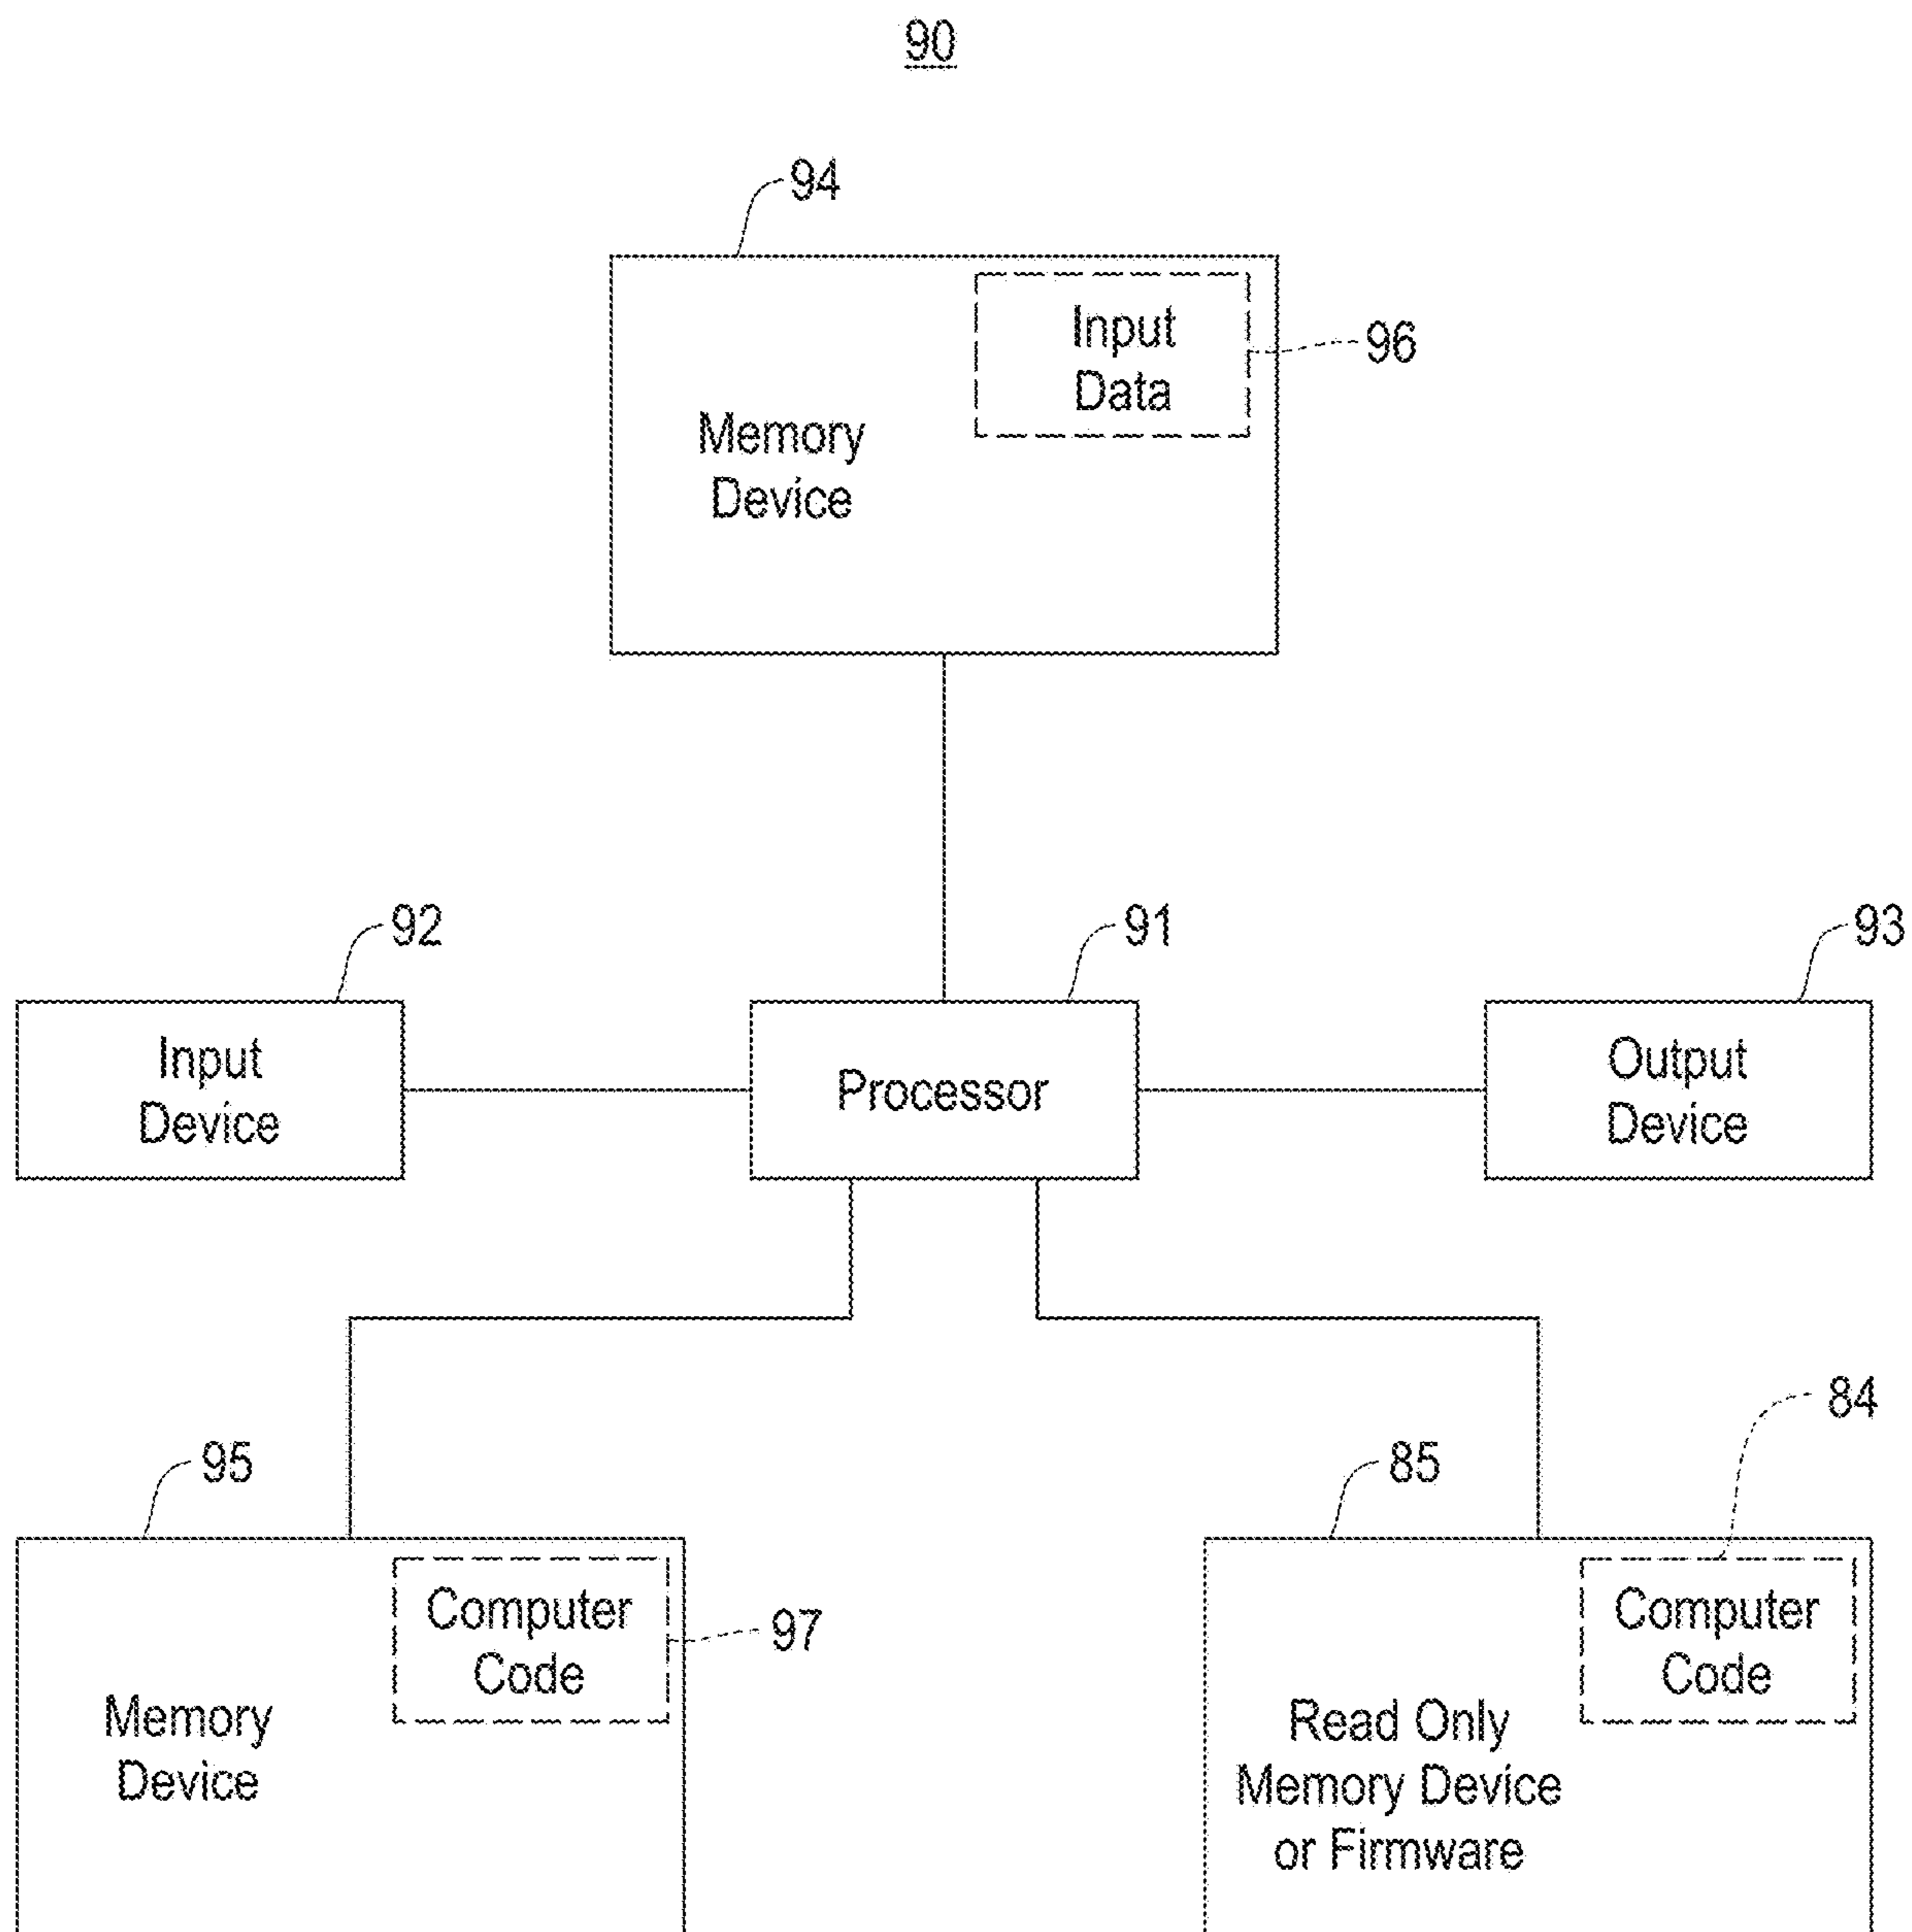 90
94
Input
Data
96
Memory
Device
92
91
93
Input
Device
Processor
Output
Device
84
95
85
Computer
Code
97
Memory
Device
Computer
Code
Read Only
Memory Device
or Firmware